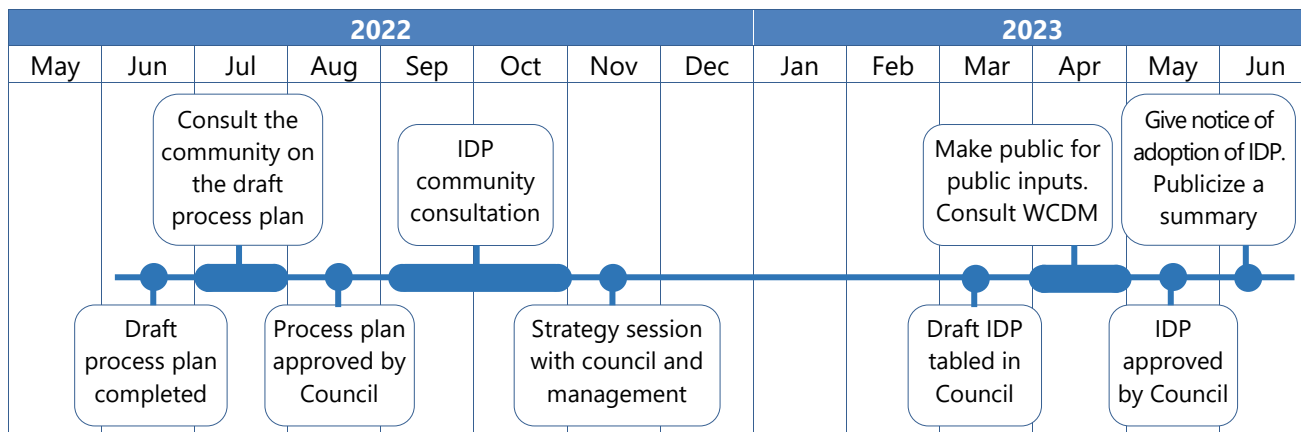 2022 2023
May Jun Jul Aug Sep Oct Nov Dec Jan Feb Mar Apr May Jun
Consult the
community on
the draft
process plan
IDP
community
consultation
Make public for
public inputs.
Consult WCDM
Give notice of
adoption of IDP.
Publicize a
summary
Draft
process plan
completed
Process plan
approved by
Council
Strategy session
with council and
management
Draft IDP
tabled in
Council
IDP
approved
by Council